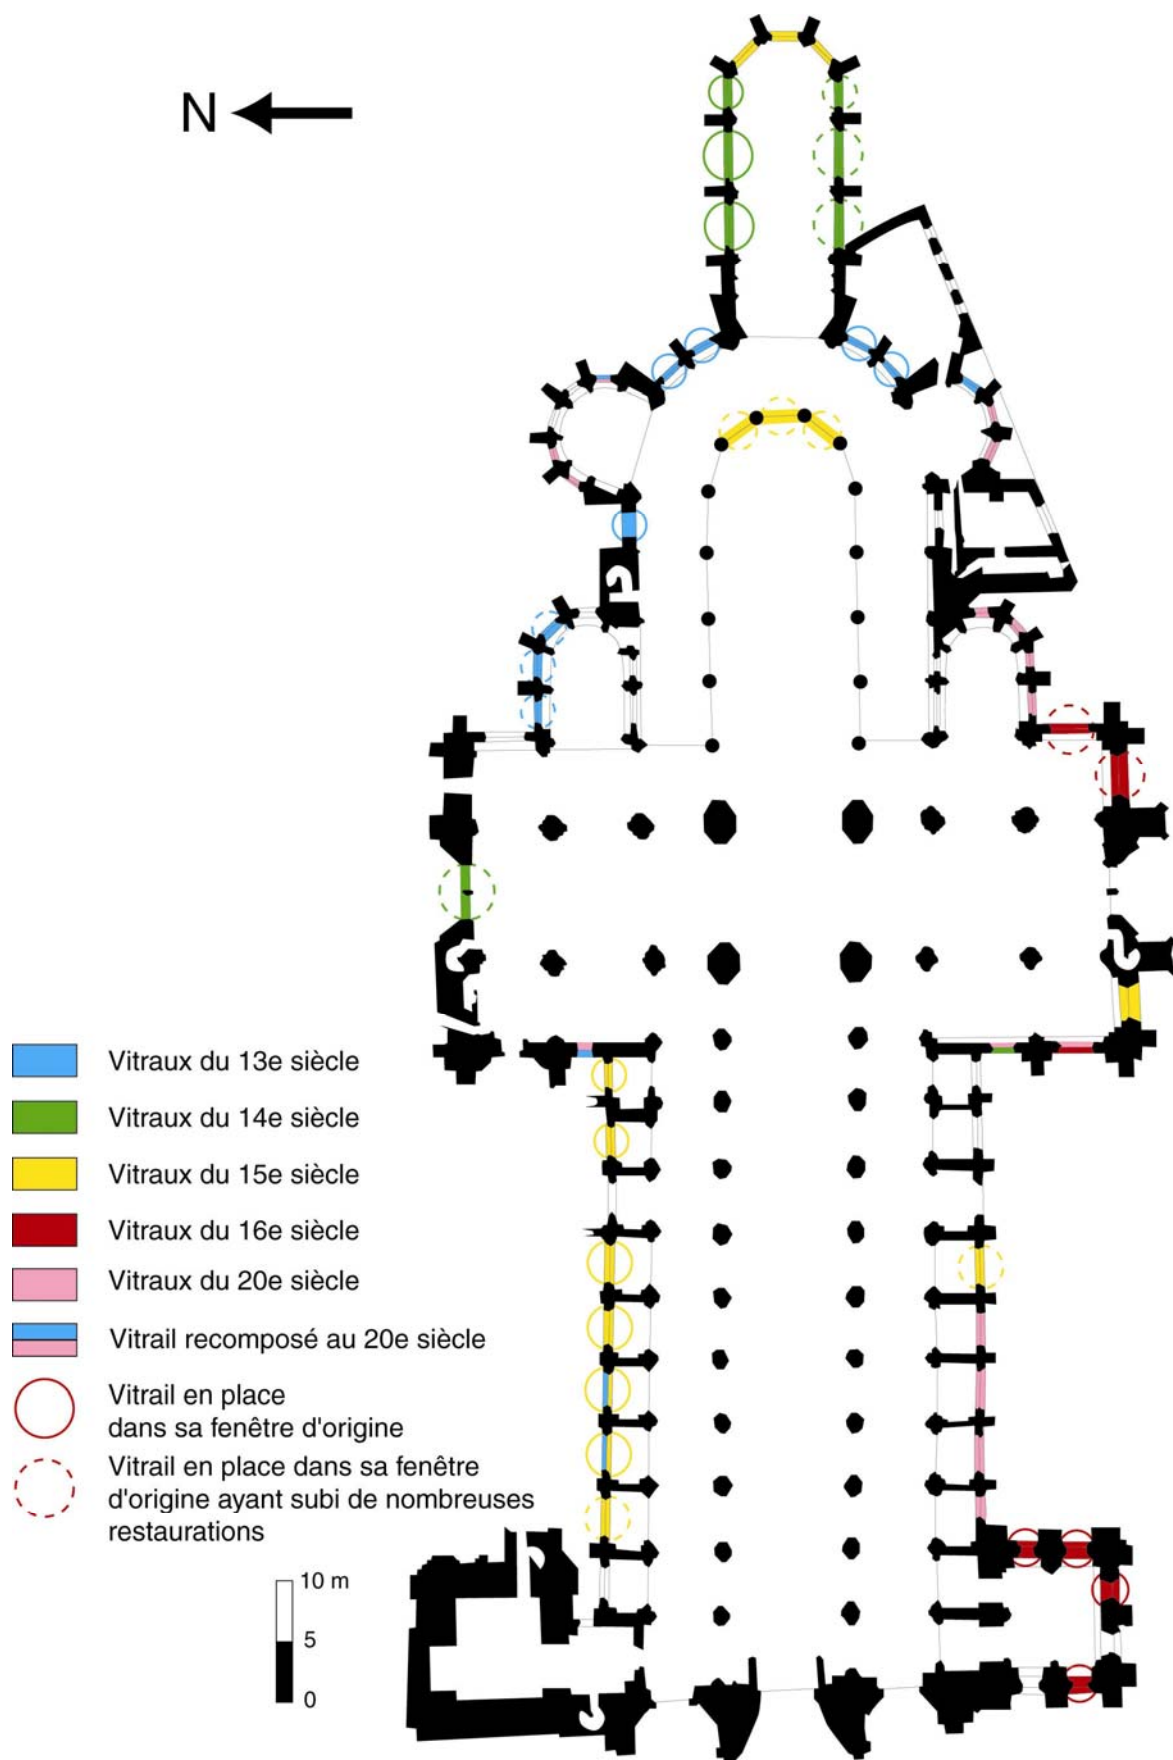 N
Vitraux du 13e siècle
Vitraux du 14e siècle
Vitraux du 15e siècle
Vitraux du 16e siècle
Vitraux du 20e siècle
Vitrail recomposé au 20e siècle
Vitrail en place
dans sa fenêtre d'origine
Vitrail en place dans sa fenêtre
d'origine ayant subi de nombreuses
restaurations
10 m
5
0